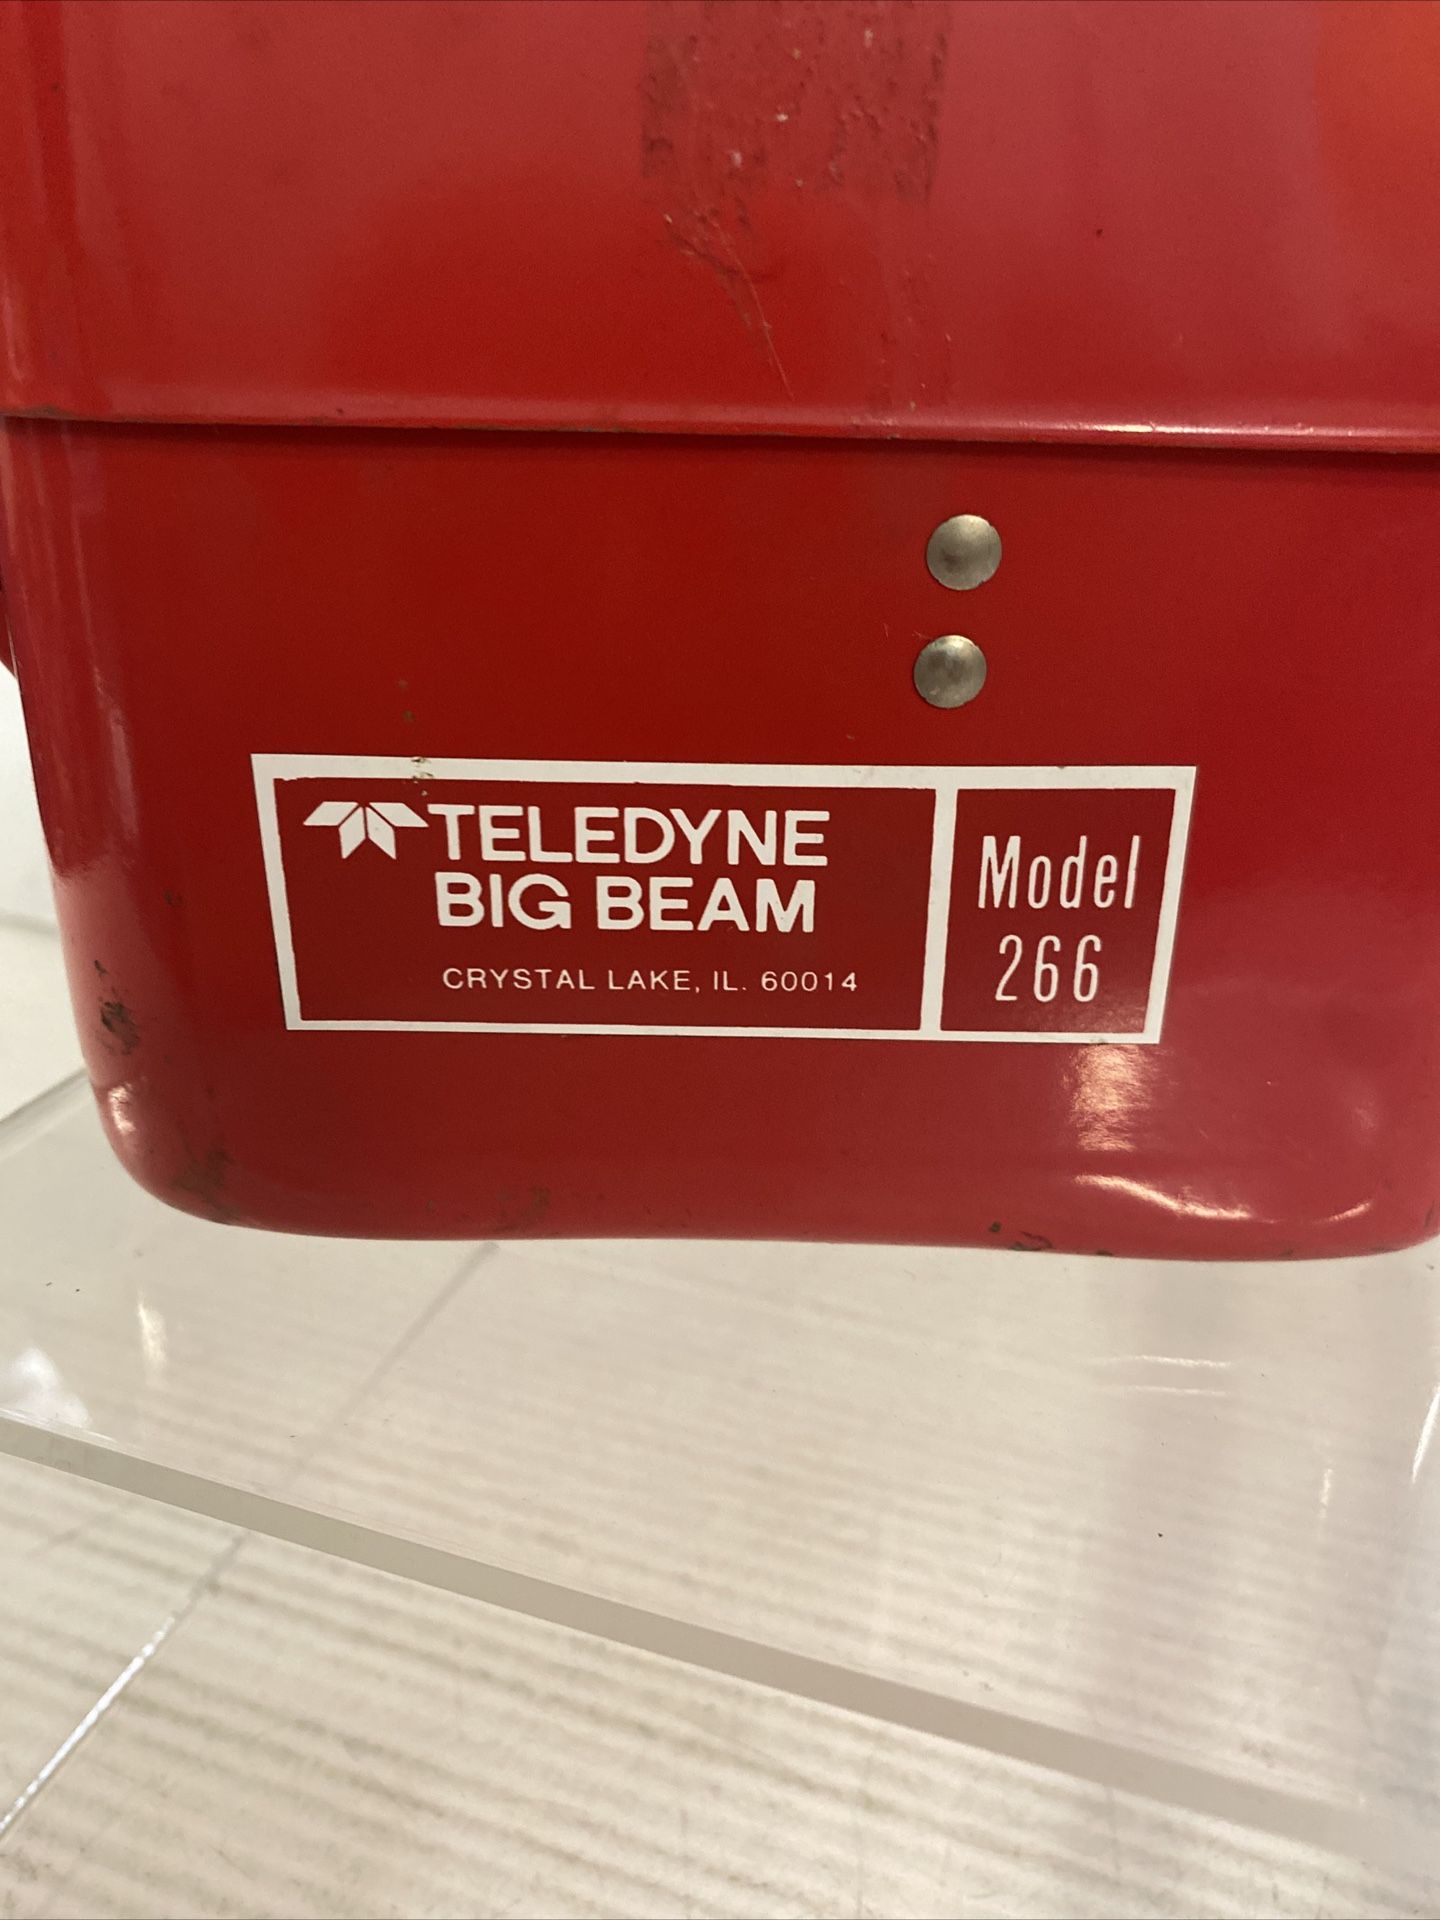 TELEDYNE
BIG BEAM
CRYSTAL LAKE, IL. 60014
Model
266